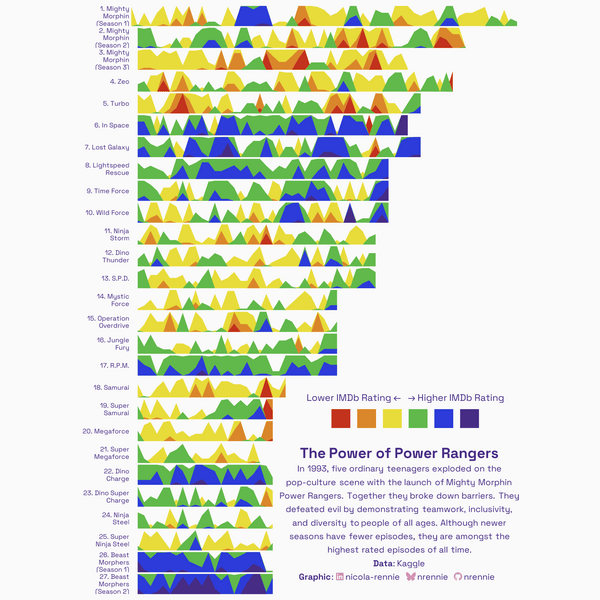 1. Mighty
Morphin
(Season 1)
2. Mighty
Morphin
(Season 2)
3. Mighty
Morphin
(Season 3)
4. Zeo
5. Turbo
6. In Space
7. Lost Galaxy
8. Lightspeed
Rescue
9. Time Force
10. Wild Force
11. Ninja
Storm
12. Dino
Thunder
13. S.P.D.
14. Mystic
Force
15. Operation
Overdrive
16. Jungle
Fury
17. R.P.M.
18. Samurai
19. Super
Samurai
20. Megaforce
21. Super
Megaforce
22. Dino
Charge
23. Dino Super
Charge
24. Ninja
Steel
25. Super
Ninja Steel
26. Beast
Morphers
(Season 1)
27. Beast
Morphers
(Season 2)
Lower IMDb Rating ← → Higher IMDb Rating
The Power of Power Rangers
In 1993, five ordinary teenagers exploded on the
pop-culture scene with the launch of Mighty Morphin
Power Rangers. Together they broke down barriers. They
defeated evil by demonstrating teamwork, inclusivity,
and diversity to people of all ages. Although newer
seasons have fewer episodes, they are amongst the
highest rated episodes of all time.
Data: Kaggle
Graphic: nicola-rennie nrennie nrennie